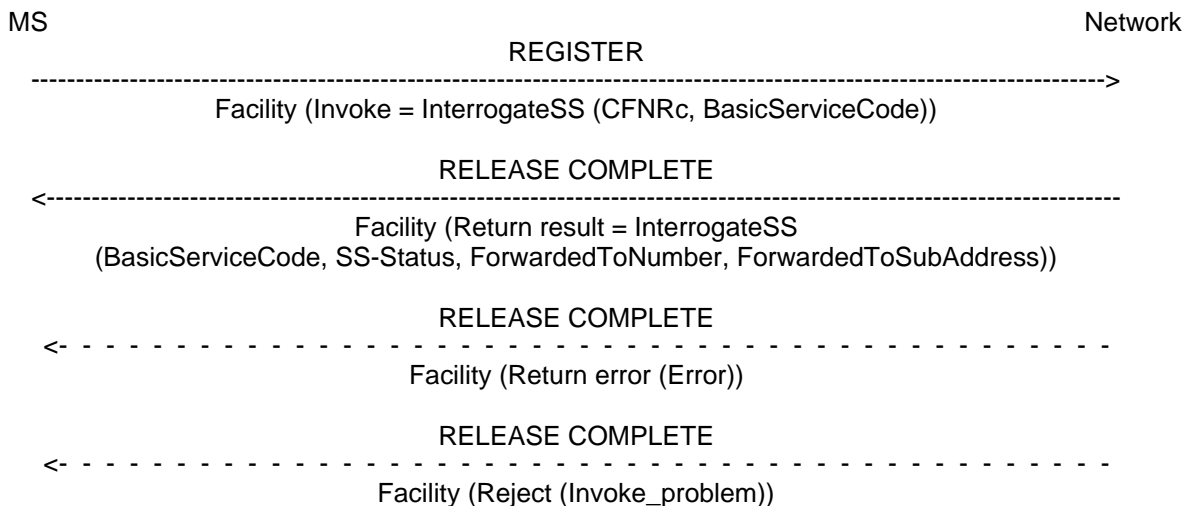 MS Network
REGISTER
------------------------------------------------------------------------------------------------------------------------>
Facility (Invoke = InterrogateSS (CFNRc, BasicServiceCode))
RELEASE COMPLETE
<------------------------------------------------------------------------------------------------------------------------
Facility (Return result = InterrogateSS
(BasicServiceCode, SS-Status, ForwardedToNumber, ForwardedToSubAddress))
RELEASE COMPLETE
<- - - - - - - - - - - - - - - - - - - - - - - - - - - - - - - - - - - - - - - - - - - -
Facility (Return error (Error))
RELEASE COMPLETE
<- - - - - - - - - - - - - - - - - - - - - - - - - - - - - - - - - - - - - - - - - - - -
Facility (Reject (Invoke_problem))